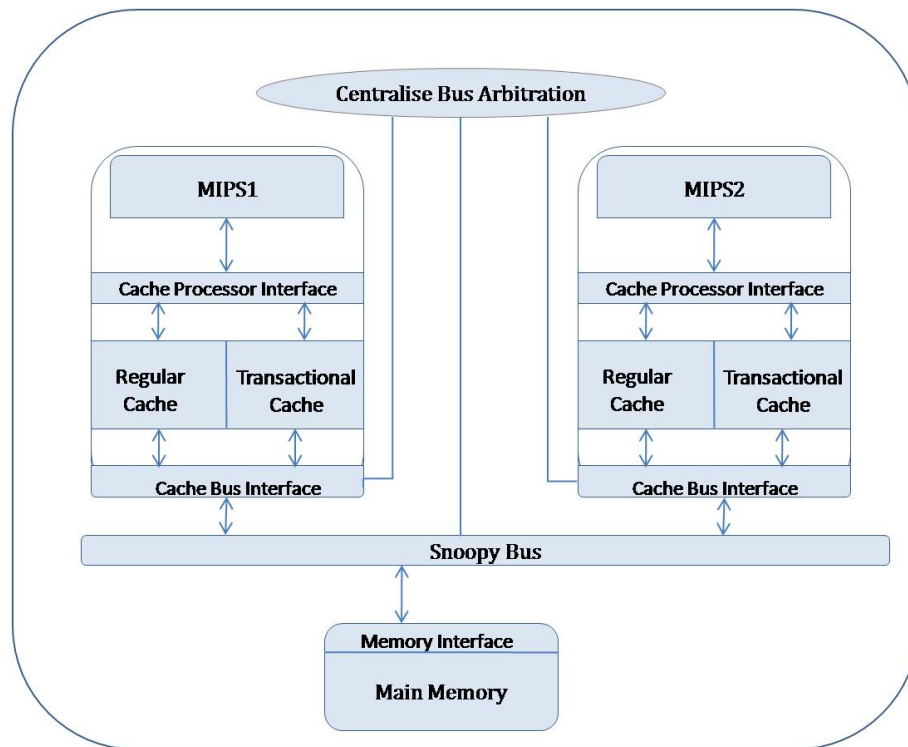 Centralise Bus Arbitration
MIPS1
Cache Processor Interface
Regular
Cache
Transactional
Cache
Cache Bus Interface
MIPS2
Cache Processor Interface
Regular
Cache
Transactional
Cache
Cache Bus Interface
Snoopy Bus
Memory Interface
Main Memory